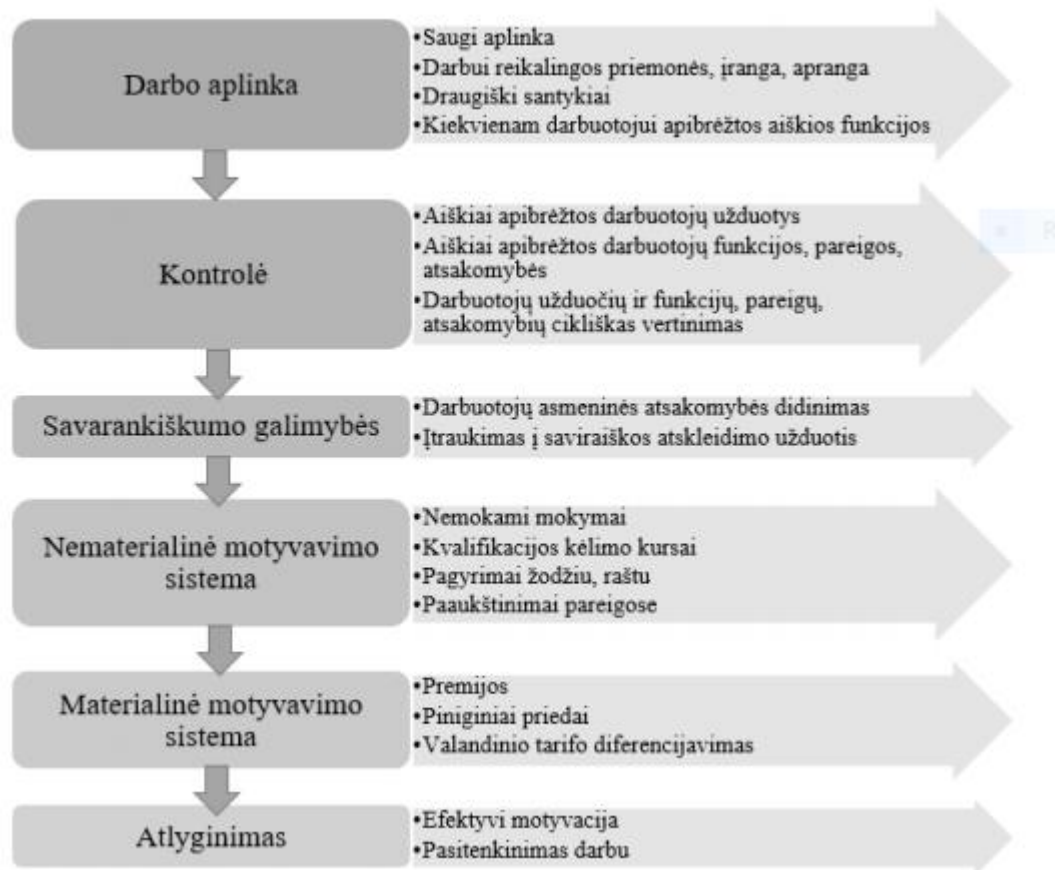 Darbo aplinka
•Saugi aplinka
•Darbui reikalingos priemonės, įranga, apranga
•Draugiški santykiai
•Kiekvienam darbuotojui apibrėžtos aiškios funkcijos
Kontrolė
•Aiškiai apibrėžtos darbuotojų užduotys
•Aiškiai apibrėžtos darbuotojų funkcijos, pareigos,
atsakomybės
•Darbuotojų užduočių ir funkcijų, pareigų,
atsakomybių cikliškas vertinimas
Savarankiškumo galimybės
•Darbuotojų asmeninės atsakomybės didinimas
•Įtraukimas į saviraiškos atskleidimo užduotis
Nematerialinė motyvavimo
sistema
•Nemokami mokymai
•Kvalifikacijos kėlimo kursai
•Pagyrimai žodžiu, raštu
•Paaukštinimai pareigose
Materialinė motyvavimo
sistema
•Premijos
•Piniginiai priedai
•Valandinio tarifo diferencijavimas
Atlyginimas
•Efektyvi motyvacija
•Pasitenkinimas darbu